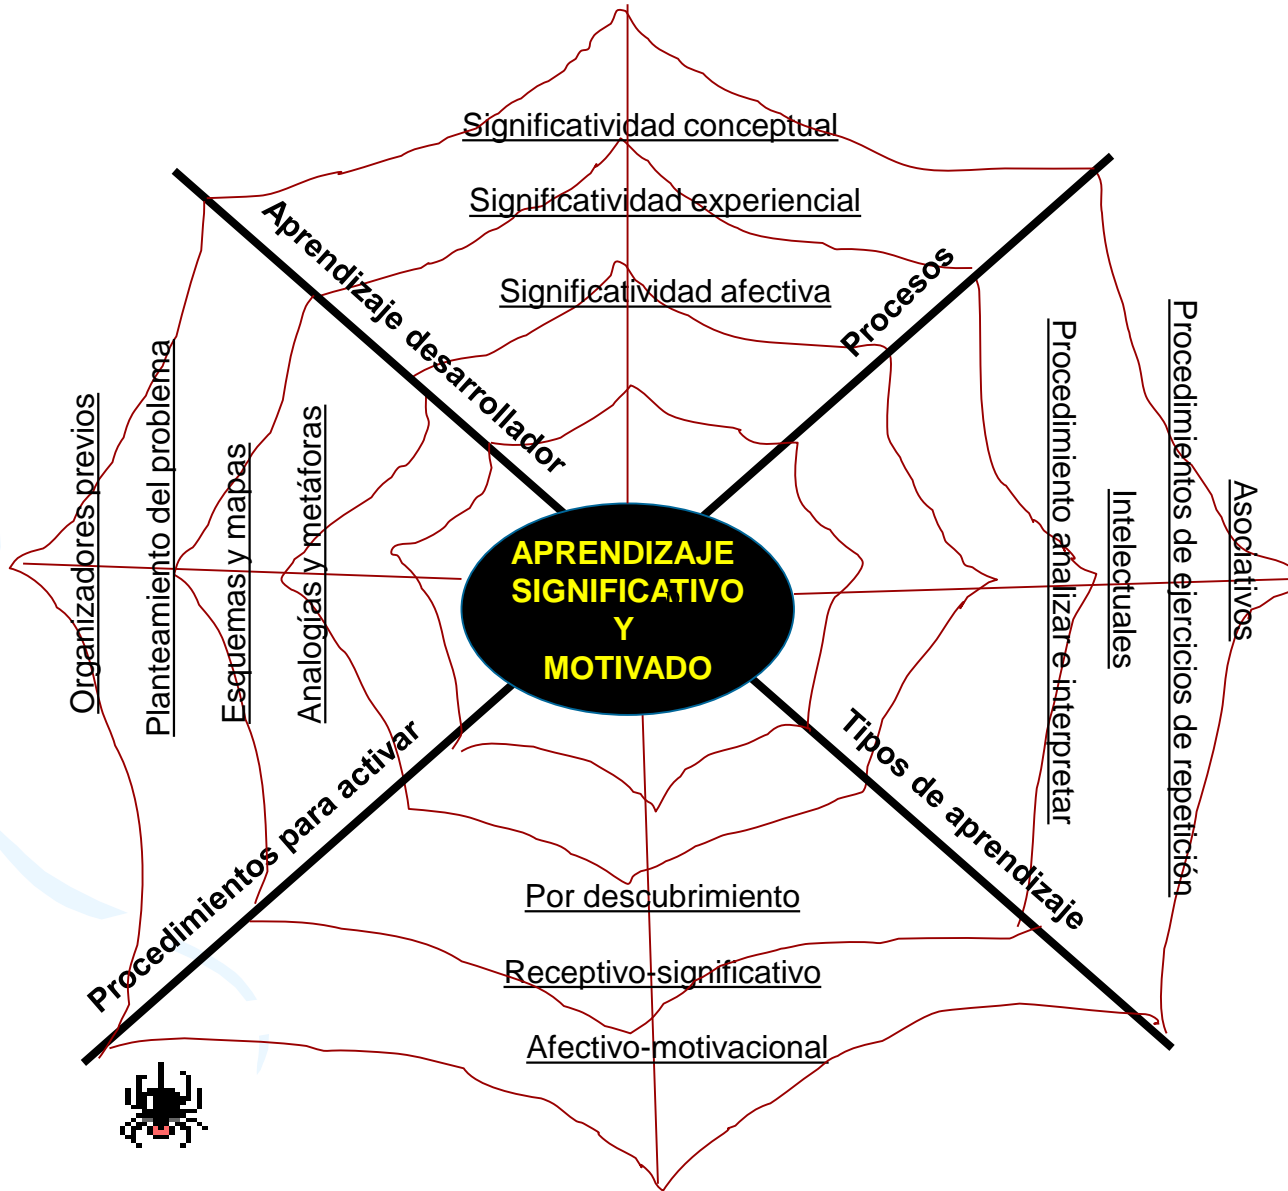 Significatividad conceptual
Significatividad experiencial
Significatividad afectiva
Aprendizaje desarrollador
Procesos
Organizadores previos
Planteamiento del problema
Esquemas y mapas
Analogías y metáforas
APRENDIZAJE
SIGNIFICATIVO
Y
MOTIVADO
Procedimiento analizar e interpretar
Intelectuales
Procedimientos de ejercicios de repetición
Asociativos
Procedimientos para activar
Tipos de aprendizaje
Por descubrimiento
Receptivo-significativo
Afectivo-motivacional